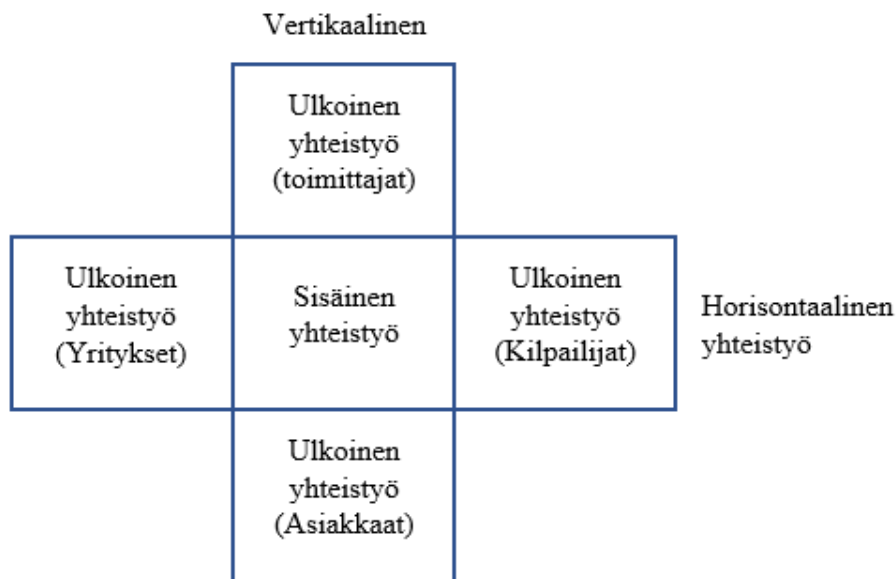 Vertikaalinen
Ulkoinen
yhteistyö
(toimittajat)
Ulkoinen
yhteistyö
(Yritykset)
Sisäinen
yhteistyö
Ulkoinen
yhteistyö
(Kilpailijat)
Horisontaalinen
yhteistyö
Ulkoinen
yhteistyö
(Asiakkaat)